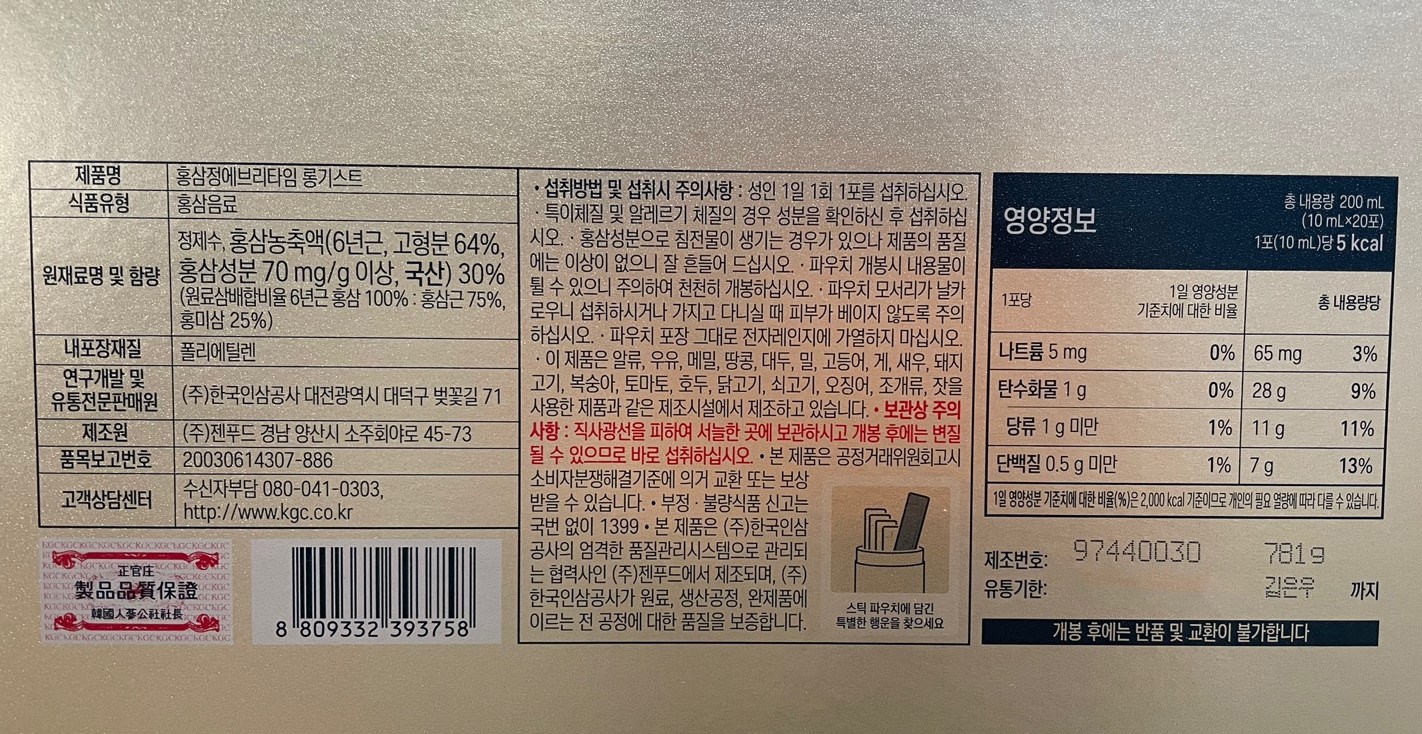 제품명 홍삼정에브리타임 롱기스트
식품유형 홍삼음료
원재료명 및 함량
정제수, 홍삼농축액(6년근, 고형분 64%,
홍삼성분 70 mg/g 이상, 국산) 30%
(원료삼배합비율 6년근 홍삼 100% : 홍삼근 75%,
홍미삼 25%)
내포장재질 폴리에틸렌
연구개발 및
유통전문판매원
(주)한국인삼공사 대전광역시 대덕구 벚꽃길 71
제조원 (주)젠푸드 경남 양산시 소주회야로 45-73
품목보고번호 20030614307-886
고객상담센터
수신자부담 080-041-0303,
http://www.kgc.co.kr
正官庄
製品品質保證
韓國人蔘公社社長
8 809332 393758
• 섭취방법 및 섭취시 주의사항 : 성인 1일 1회 1포를 섭취하십시오.
· 특이체질 및 알레르기 체질의 경우 성분을 확인하신 후 섭취하십
시오. · 홍삼성분으로 침전물이 생기는 경우가 있으나 제품의 품질
에는 이상이 없으니 잘 흔들어 드십시오. · 파우치 개봉시 내용물이
튈 수 있으니 주의하여 천천히 개봉하십시오. · 파우치 모서리가 날카
로우니 섭취하시거나 가지고 다니실 때 피부가 베이지 않도록 주의
하십시오. · 파우치 포장 그대로 전자레인지에 가열하지 마십시오.
· 이 제품은 알류, 우유, 메밀, 땅콩, 대두, 밀, 고등어, 게, 새우, 돼지
고기, 복숭아, 토마토, 호두, 닭고기, 쇠고기, 오징어, 조개류, 잣을
사용한 제품과 같은 제조시설에서 제조하고 있습니다. • 보관상 주의
사항 : 직사광선을 피하여 서늘한 곳에 보관하시고 개봉 후에는 변질
될 수 있으므로 바로 섭취하십시오. • 본 제품은 공정거래위원회고시
소비자분쟁해결기준에 의거 교환 또는 보상
받을 수 있습니다. • 부정 · 불량식품 신고는
국번 없이 1399 • 본 제품은 (주)한국인삼
공사의 엄격한 품질관리시스템으로 관리되
는 협력사인 (주)젠푸드에서 제조되며, (주)
한국인삼공사가 원료, 생산공정, 완제품에
이르는 전 공정에 대한 품질을 보증합니다.
스틱 파우치에 담긴
특별한 행운을 찾으세요
영양정보
총 내용량 200 mL
(10 mL×20포)
1포(10 mL)당 5 kcal
1포당 1일 영양성분
기준치에 대한 비율 총 내용량당
나트륨 5 mg 0% 65 mg 3%
탄수화물 1 g 0% 28 g 9%
당류 1 g 미만 1% 11 g 11%
단백질 0.5 g 미만 1% 7 g 13%
1일 영양성분 기준치에 대한 비율(%)은 2,000 kcal 기준이므로 개인의 필요 열량에 따라 다를 수 있습니다.
제조번호: 97440030 7819
유통기한: 김은우 까지
개봉 후에는 반품 및 교환이 불가합니다